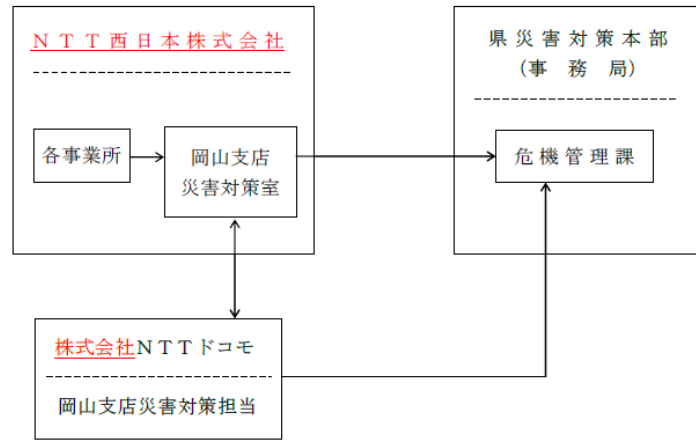 NTT西日本株式会社
各事業所
岡山支店
災害対策室
県災害対策本部
(事務局)
危機管理課
株式会社NTTドコモ
岡山支店災害対策担当